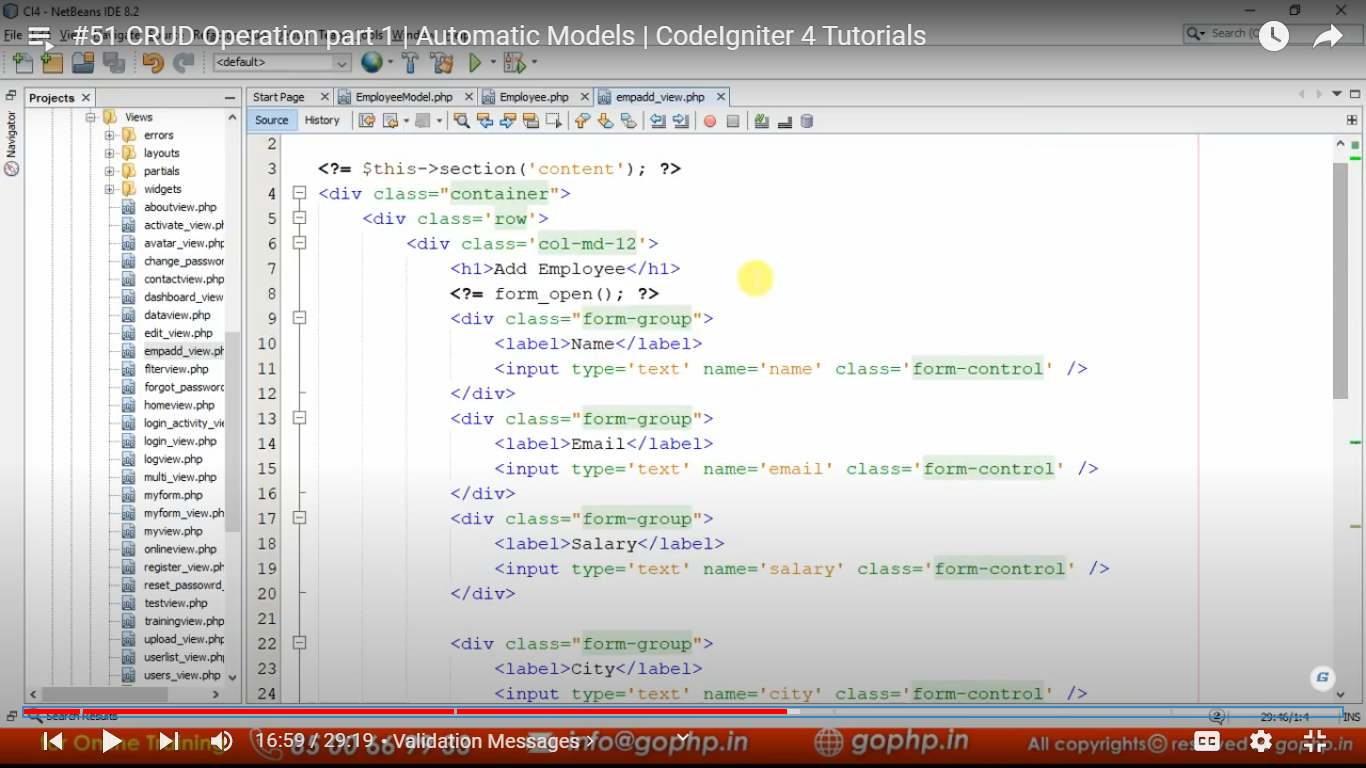 CI4 - NetBeans IDE 8.2
#51 CRUD Operation part 1 | Automatic Models | CodeIgniter 4 Tutorials
File
<default>
Search (C
Projects
Start Page
EmployeeModel.php
Employee.php
empadd_view.php
Navigator
Source
History
Views
errors
layouts
partials
widgets
aboutview.php
activate_view.ph
avatar_view.php
change_passwor
contactview.php
dashboard_view
dataview.php
edit_view.php
empadd_view.ph
flterview.php
forgot_password
homeview.php
login_activity_vie
login_view.php
logview.php
multi_view.php
myform.php
myform_view.ph
myview.php
onlineview.php
register_view.ph
reset_passowrd_
testview.php
trainingview.php
upload_view.php
userlist_view.ph
users_view.php
2
3 <?= $this->section('content'); ?>
4 <div class="container">
5 <div class='row'>
6 <div class='col-md-12'>
7 <h1>Add Employee</h1>
8 <?= form_open(); ?>
9 <div class="form-group">
10 <label>Name</label>
11 <input type='text' name='name' class='form-control' />
12 </div>
13 <div class="form-group">
14 <label>Email</label>
15 <input type='text' name='email' class='form-control' />
16 </div>
17 <div class="form-group">
18 <label>Salary</label>
19 <input type='text' name='salary' class='form-control' />
20 </div>
21
22 <div class="form-group">
23 <label>City</label>
24 <input type='text' name='city' class='form-control' />
G
Search Results
2
29:46/1:4
INS
for Online Training
16:59 / 29:19 • Validation Messages
info@gophp.in
gophp.in
All copyrights© reserved
gophp.in
CC